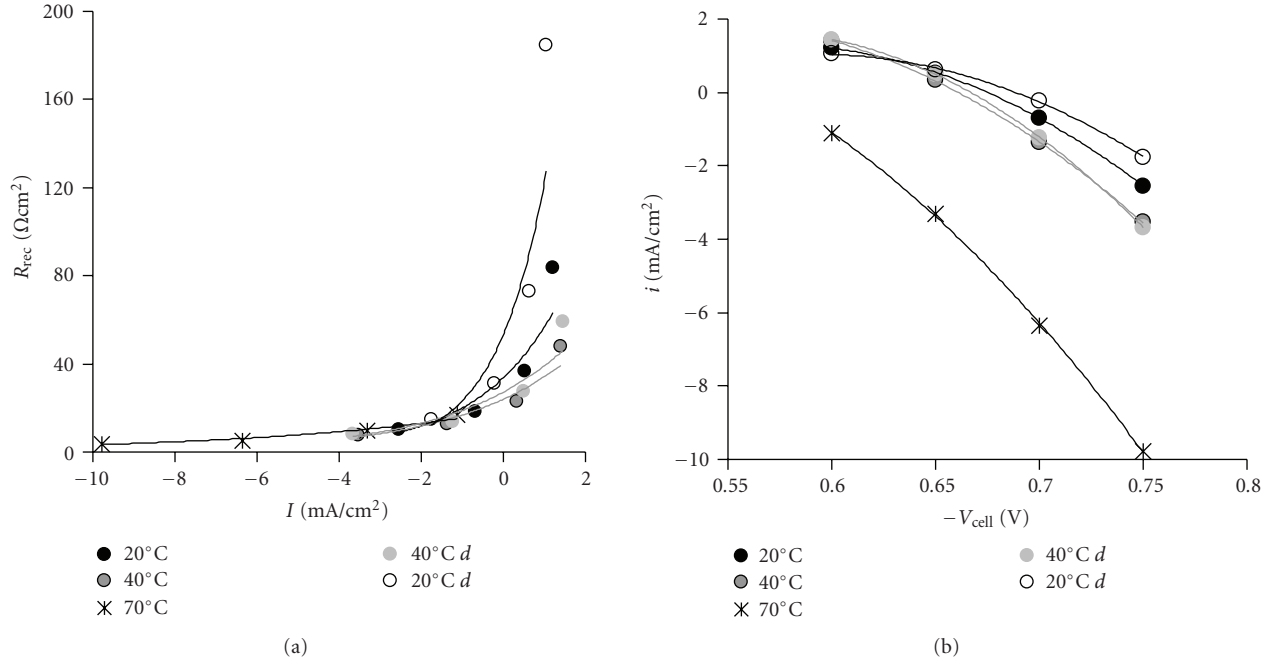 200
160
120
80
40
0
R_rec (Ωcm²)
−10 −8 −6 −4 −2 0 2
I (mA/cm²)
20°C
40°C
70°C
40°C d
20°C d
(a)
2
0
−2
−4
−6
−8
−10
i (mA/cm²)
0.55 0.6 0.65 0.7 0.75 0.8
−V_cell (V)
20°C
40°C
70°C
40°C d
20°C d
(b)